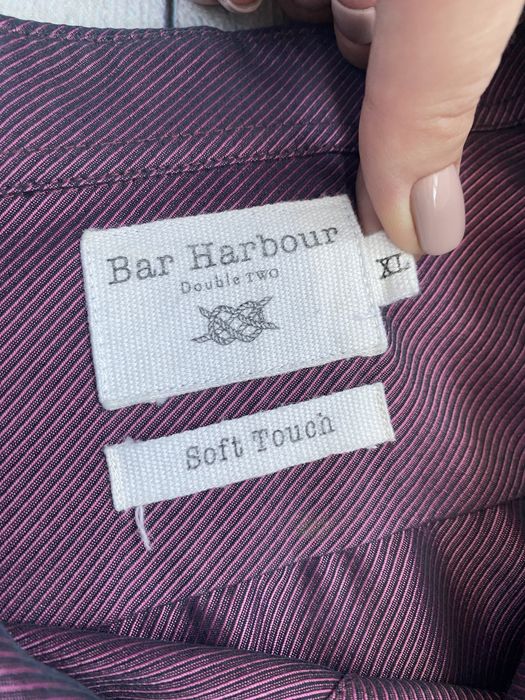 Bar Harbour
Double TWO
XL
Soft Touch